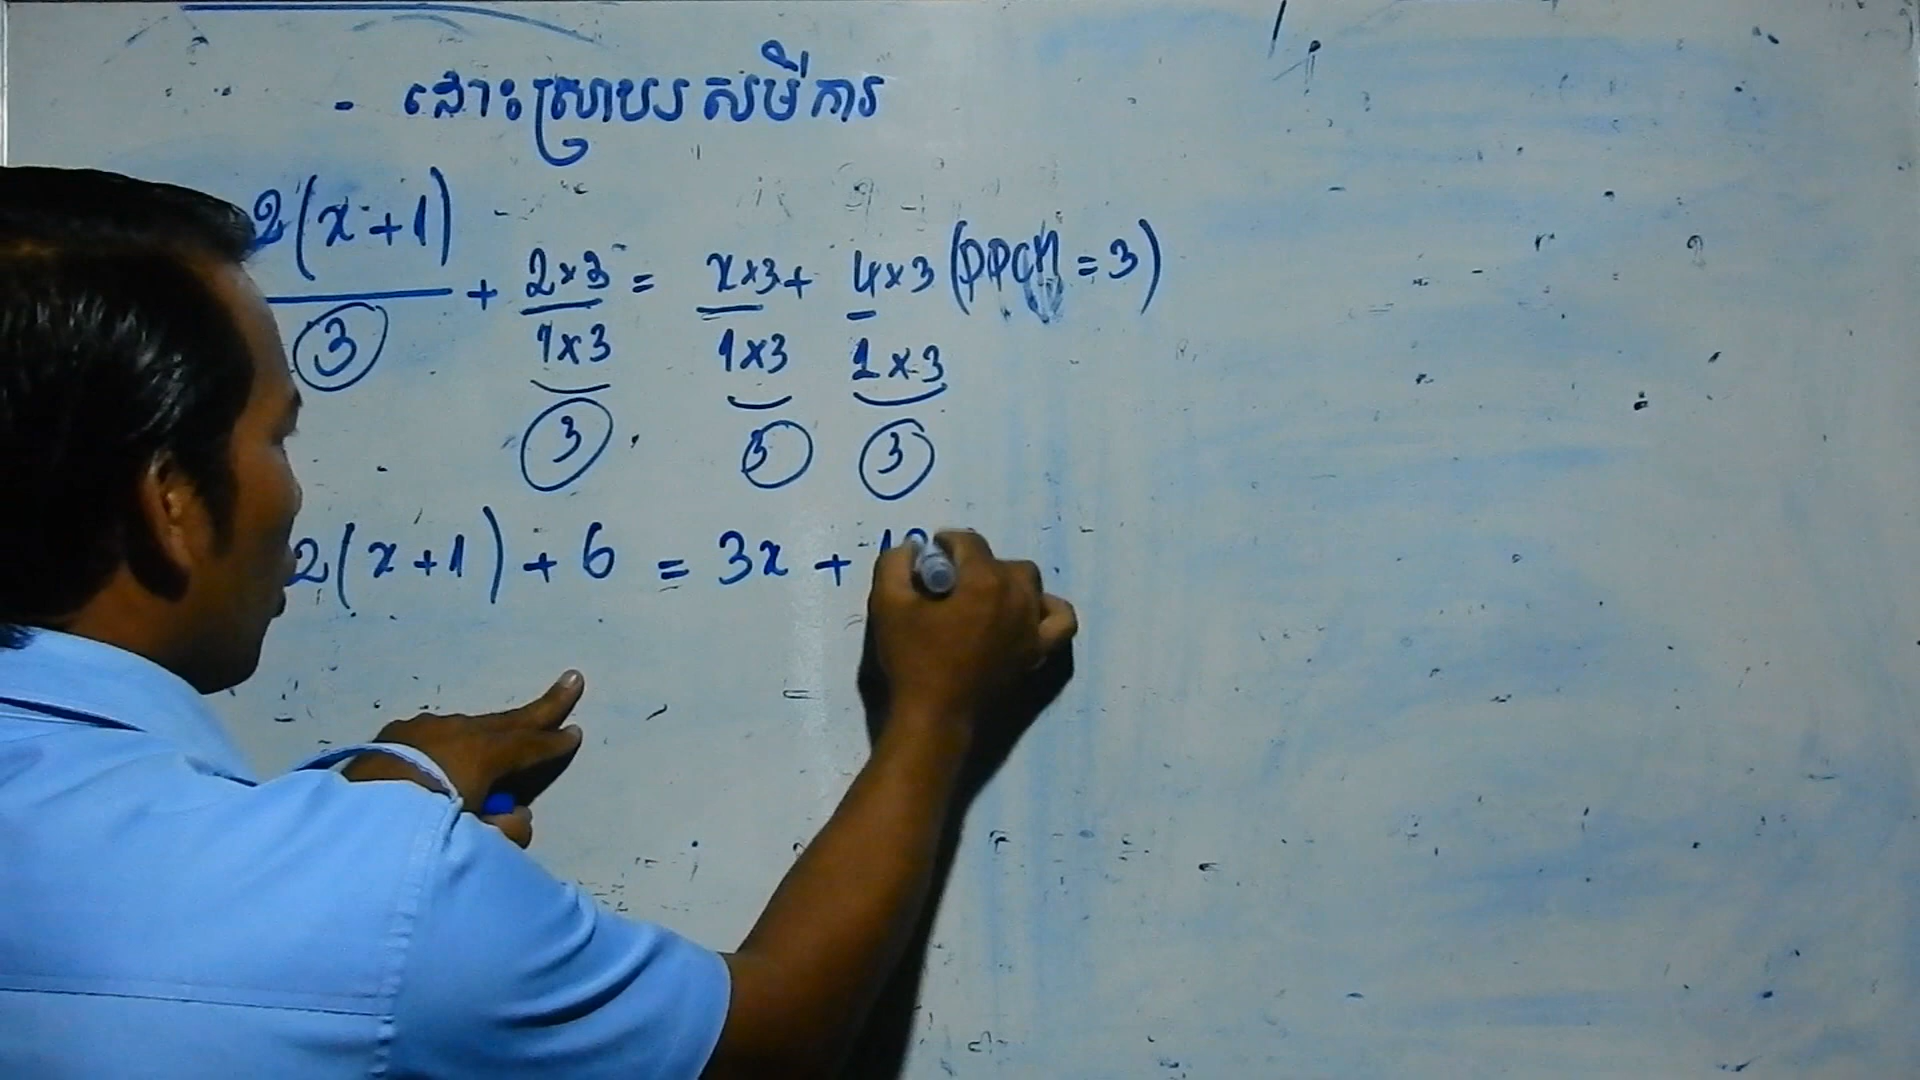 - ដោះស្រាយសមីការ
2(x+1)/3 + 2×3/1×3 = x×3/1×3 + 4×3/1×3 (PPCM = 3)
3 3 3
2(x+1) + 6 = 3x + 12